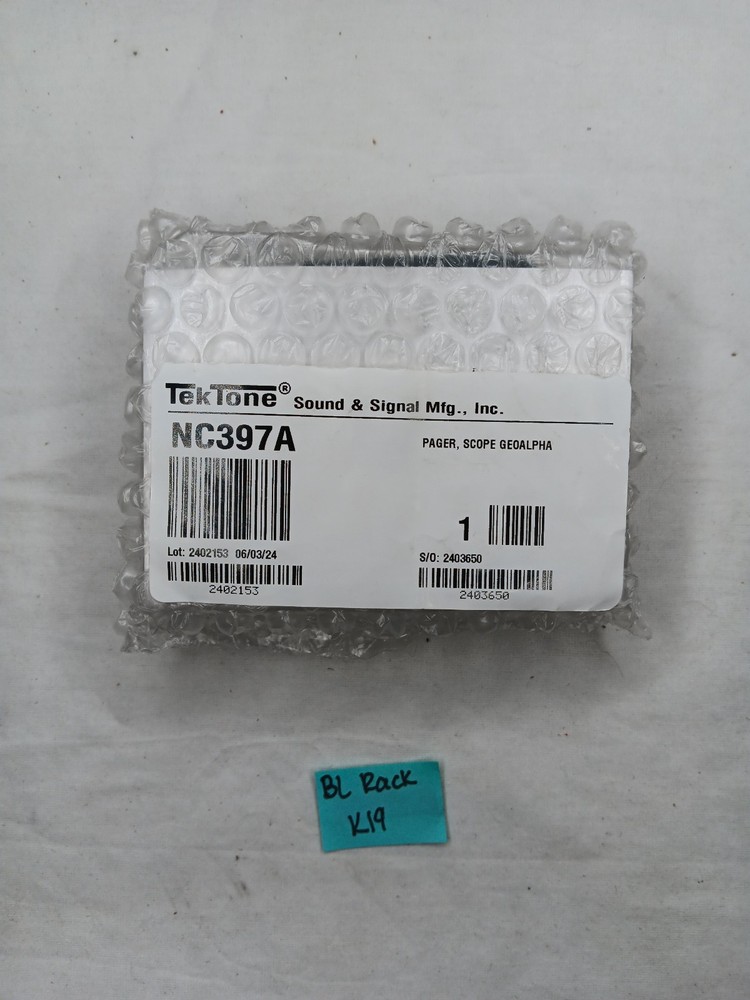 TekTone® Sound & Signal Mfg., Inc.
NC397A
PAGER, SCOPE GEOALPHA
1
Lot: 2402153 06/03/24
S/O: 2403650
2402153
2403650
BL Rack
K19